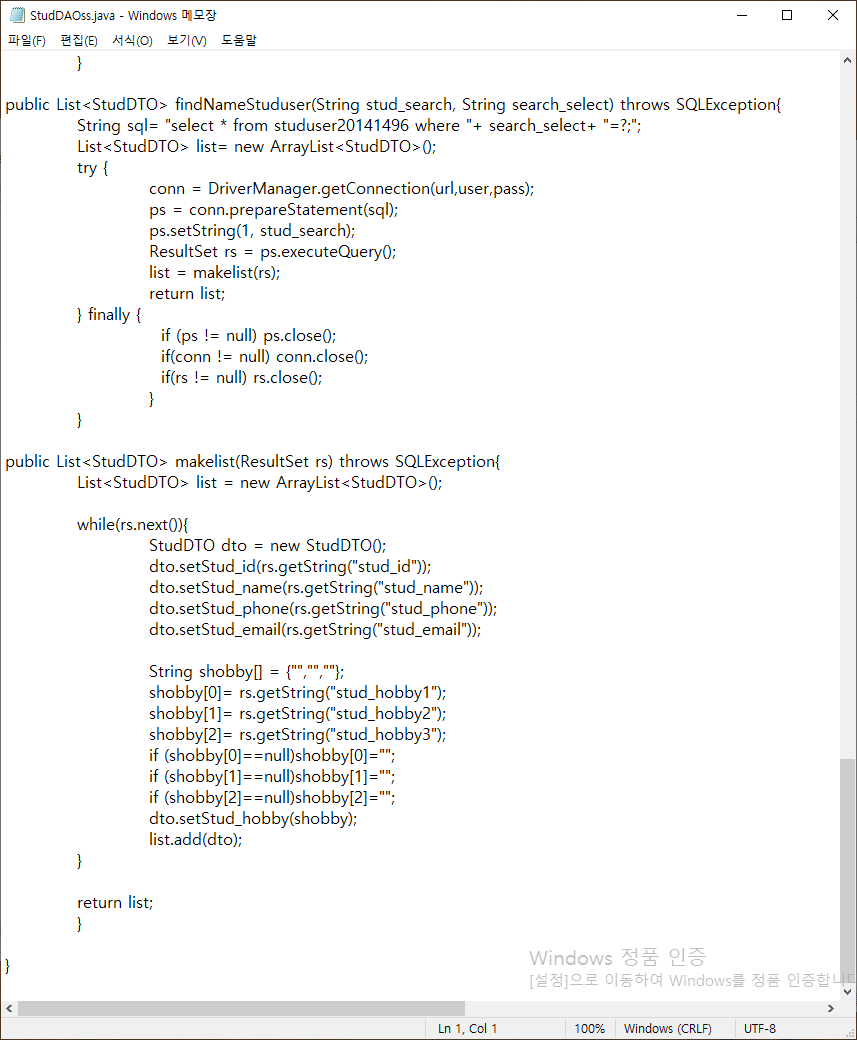 StudDAOss.java - Windows 메모장
파일(F) 편집(E) 서식(O) 보기(V) 도움말
}
public List<StudDTO> findNameStuduser(String stud_search, String search_select) throws SQLException{
String sql= "select * from studuser20141496 where "+ search_select+ "=?;";
List<StudDTO> list= new ArrayList<StudDTO>();
try {
conn = DriverManager.getConnection(url,user,pass);
ps = conn.prepareStatement(sql);
ps.setString(1, stud_search);
ResultSet rs = ps.executeQuery();
list = makelist(rs);
return list;
} finally {
if (ps != null) ps.close();
if(conn != null) conn.close();
if(rs != null) rs.close();
}
}
public List<StudDTO> makelist(ResultSet rs) throws SQLException{
List<StudDTO> list = new ArrayList<StudDTO>();
while(rs.next()){
StudDTO dto = new StudDTO();
dto.setStud_id(rs.getString("stud_id"));
dto.setStud_name(rs.getString("stud_name"));
dto.setStud_phone(rs.getString("stud_phone"));
dto.setStud_email(rs.getString("stud_email"));
String shobby[] = {"","",""};
shobby[0]= rs.getString("stud_hobby1");
shobby[1]= rs.getString("stud_hobby2");
shobby[2]= rs.getString("stud_hobby3");
if (shobby[0]==null)shobby[0]="";
if (shobby[1]==null)shobby[1]="";
if (shobby[2]==null)shobby[2]="";
dto.setStud_hobby(shobby);
list.add(dto);
}
return list;
}
}
Windows 정품 인증
[설정]으로 이동하여 Windows를 정품 인증합니다
Ln 1, Col 1 100% Windows (CRLF) UTF-8